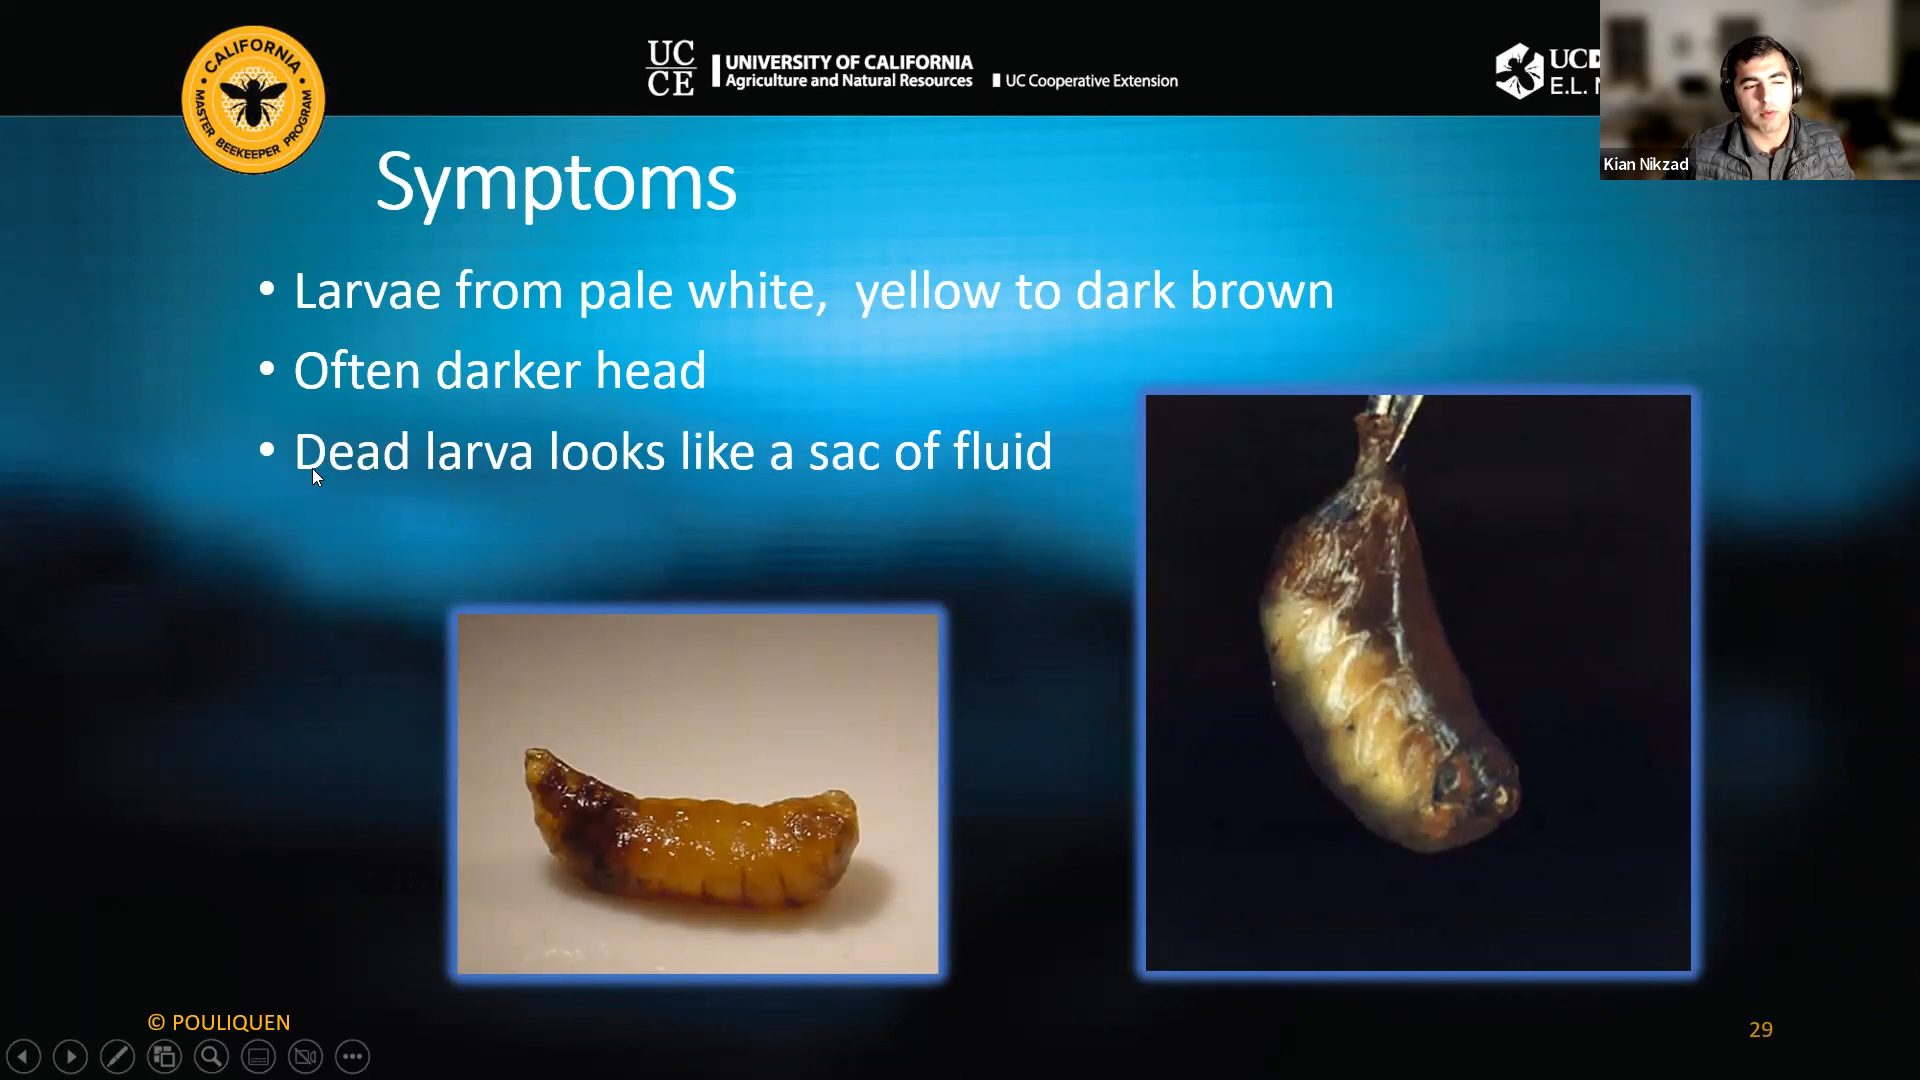 CALIFORNIA
MASTER BEEKEEPER PROGRAM
UC
CE
UNIVERSITY OF CALIFORNIA
Agriculture and Natural Resources
UC Cooperative Extension
E.L.
Kian Nikzad
Symptoms
• Larvae from pale white,  yellow to dark brown
• Often darker head
• Dead larva looks like a sac of fluid
© POULIQUEN
29